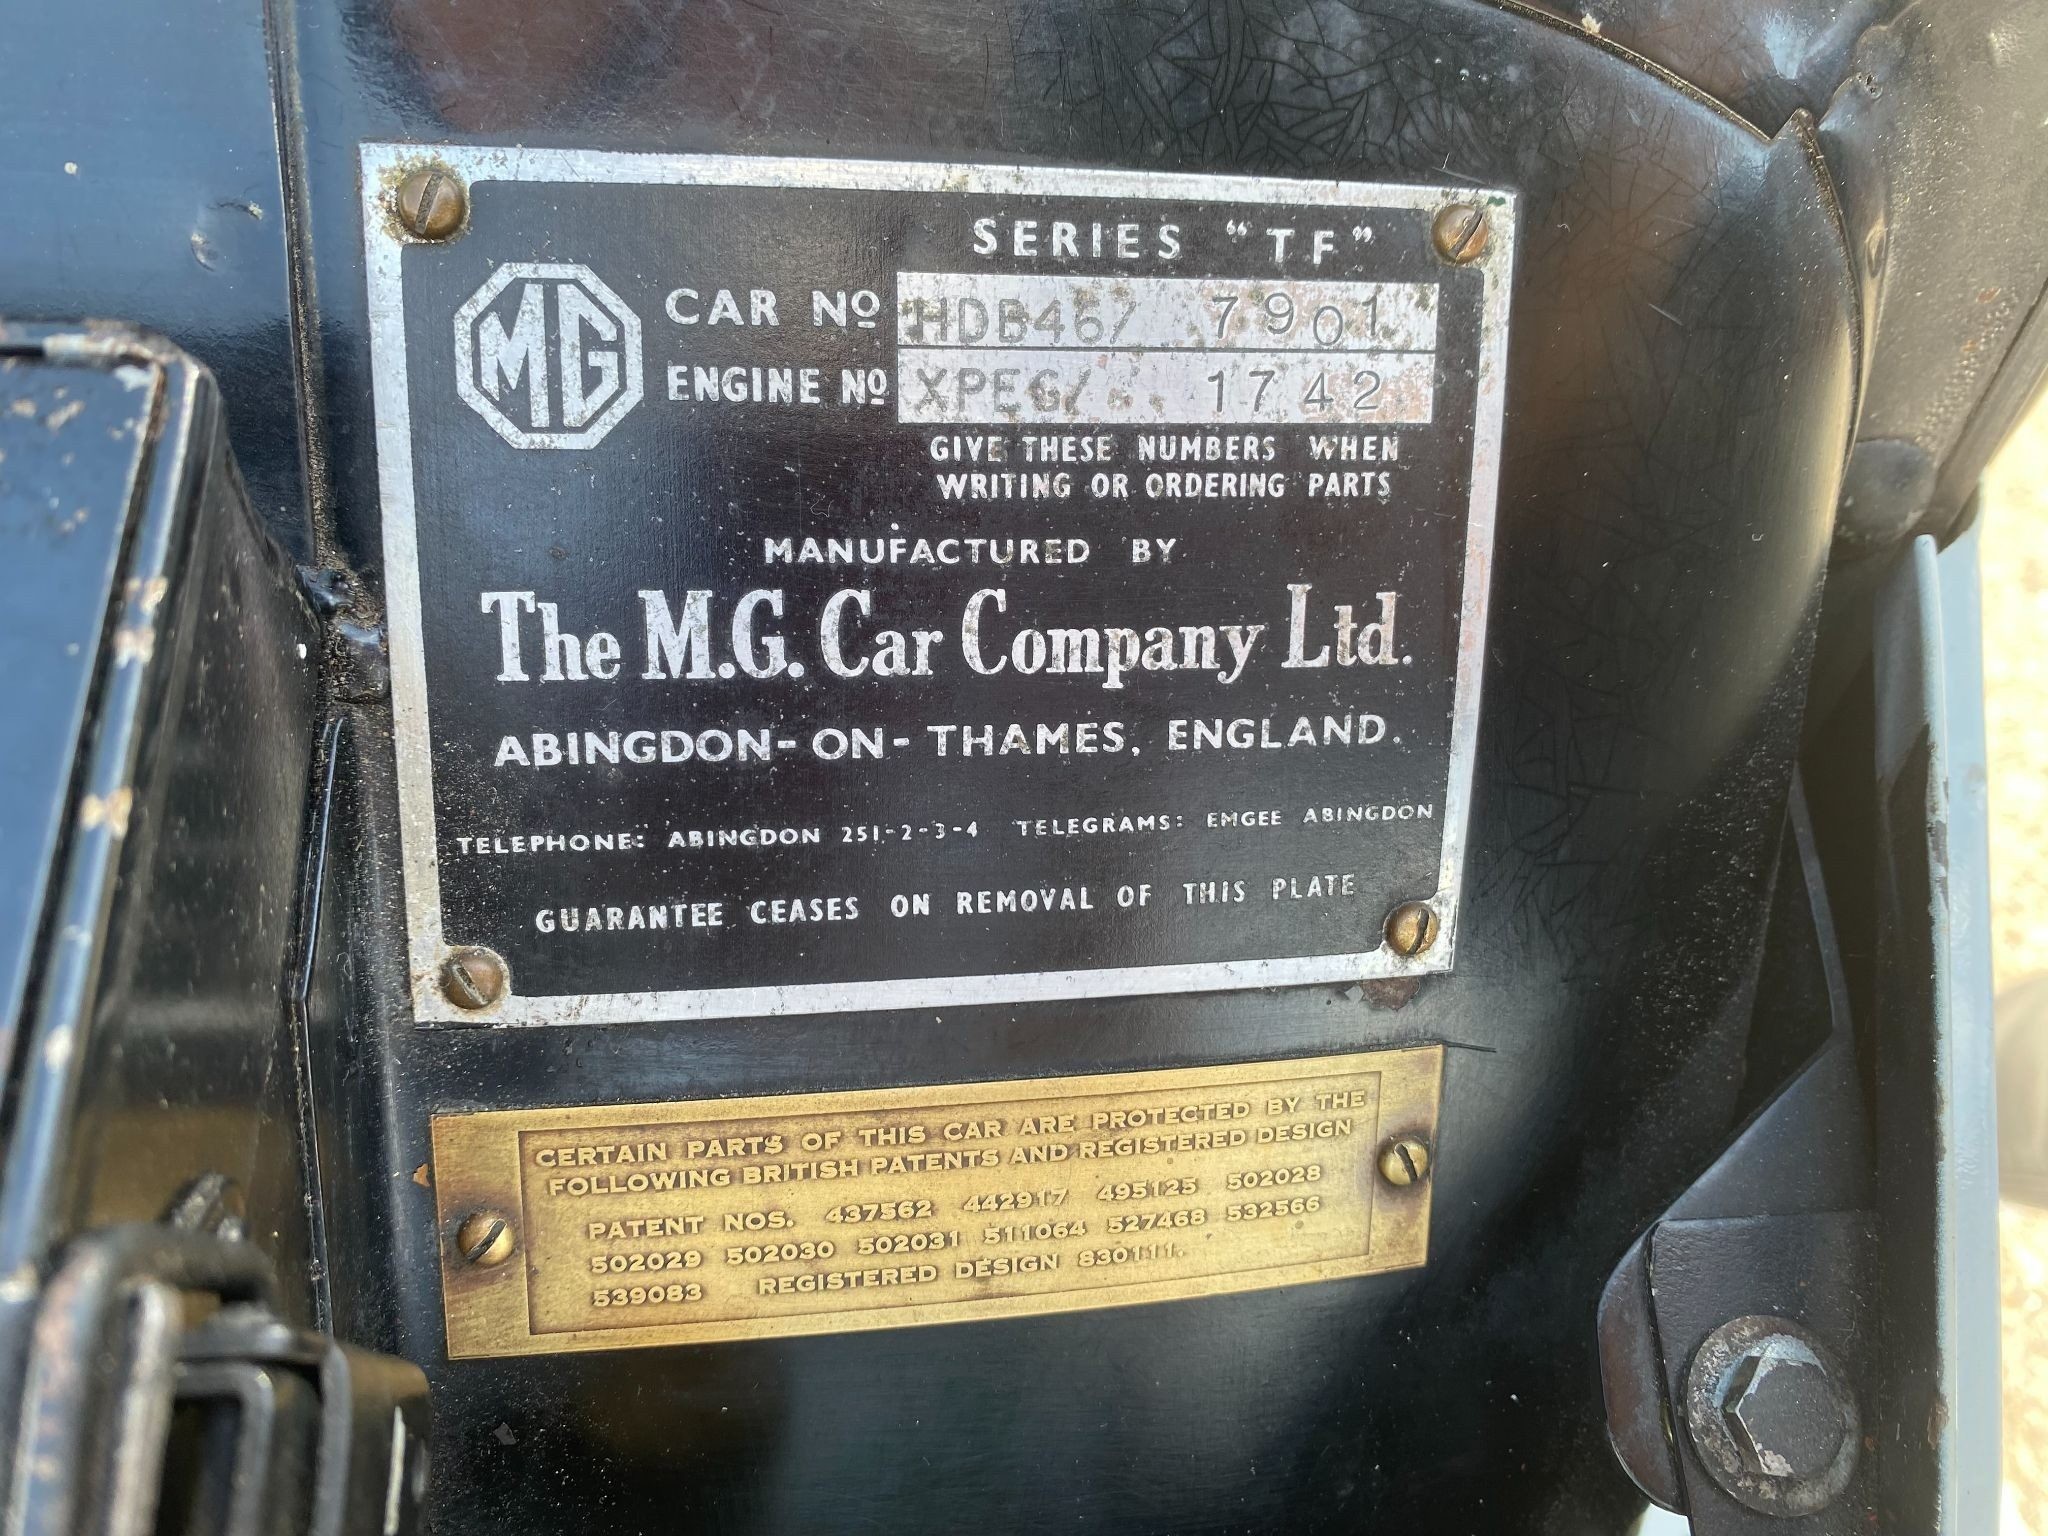 SERIES "TF"
MG
CAR Nº HDB46/ 7901
ENGINE Nº XPEG/ 1742
GIVE THESE NUMBERS WHEN
WRITING OR ORDERING PARTS
MANUFACTURED BY
The M.G. Car Company Ltd.
ABINGDON-ON-THAMES, ENGLAND.
TELEPHONE: ABINGDON 251-2-3-4 TELEGRAMS: EMGEE ABINGDON
GUARANTEE CEASES ON REMOVAL OF THIS PLATE
CERTAIN PARTS OF THIS CAR ARE PROTECTED BY THE
FOLLOWING BRITISH PATENTS AND REGISTERED DESIGN
PATENT NOS. 437562 442917 495125 502028
502029 502030 502031 511064 527468 532566
539083 REGISTERED DESIGN 830111.